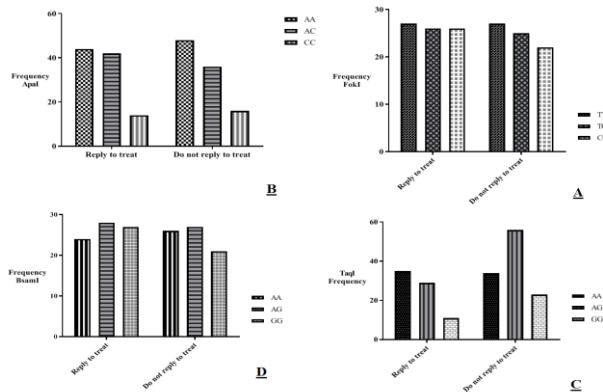 80
60
40
20
0
Frequency
ApaI
AA
AC
CC
Reply to treat
Do not reply to treat
B
30
20
10
0
Frequency
FokI
Reply to treat
Do not reply to treat
A
30
20
10
0
Frequency
BsamI
AA
AG
GG
Reply to treat
Do not reply to treat
D
60
40
20
0
TaqI
Frequency
AA
AG
GG
Reply to treat
Do not reply to treat
C